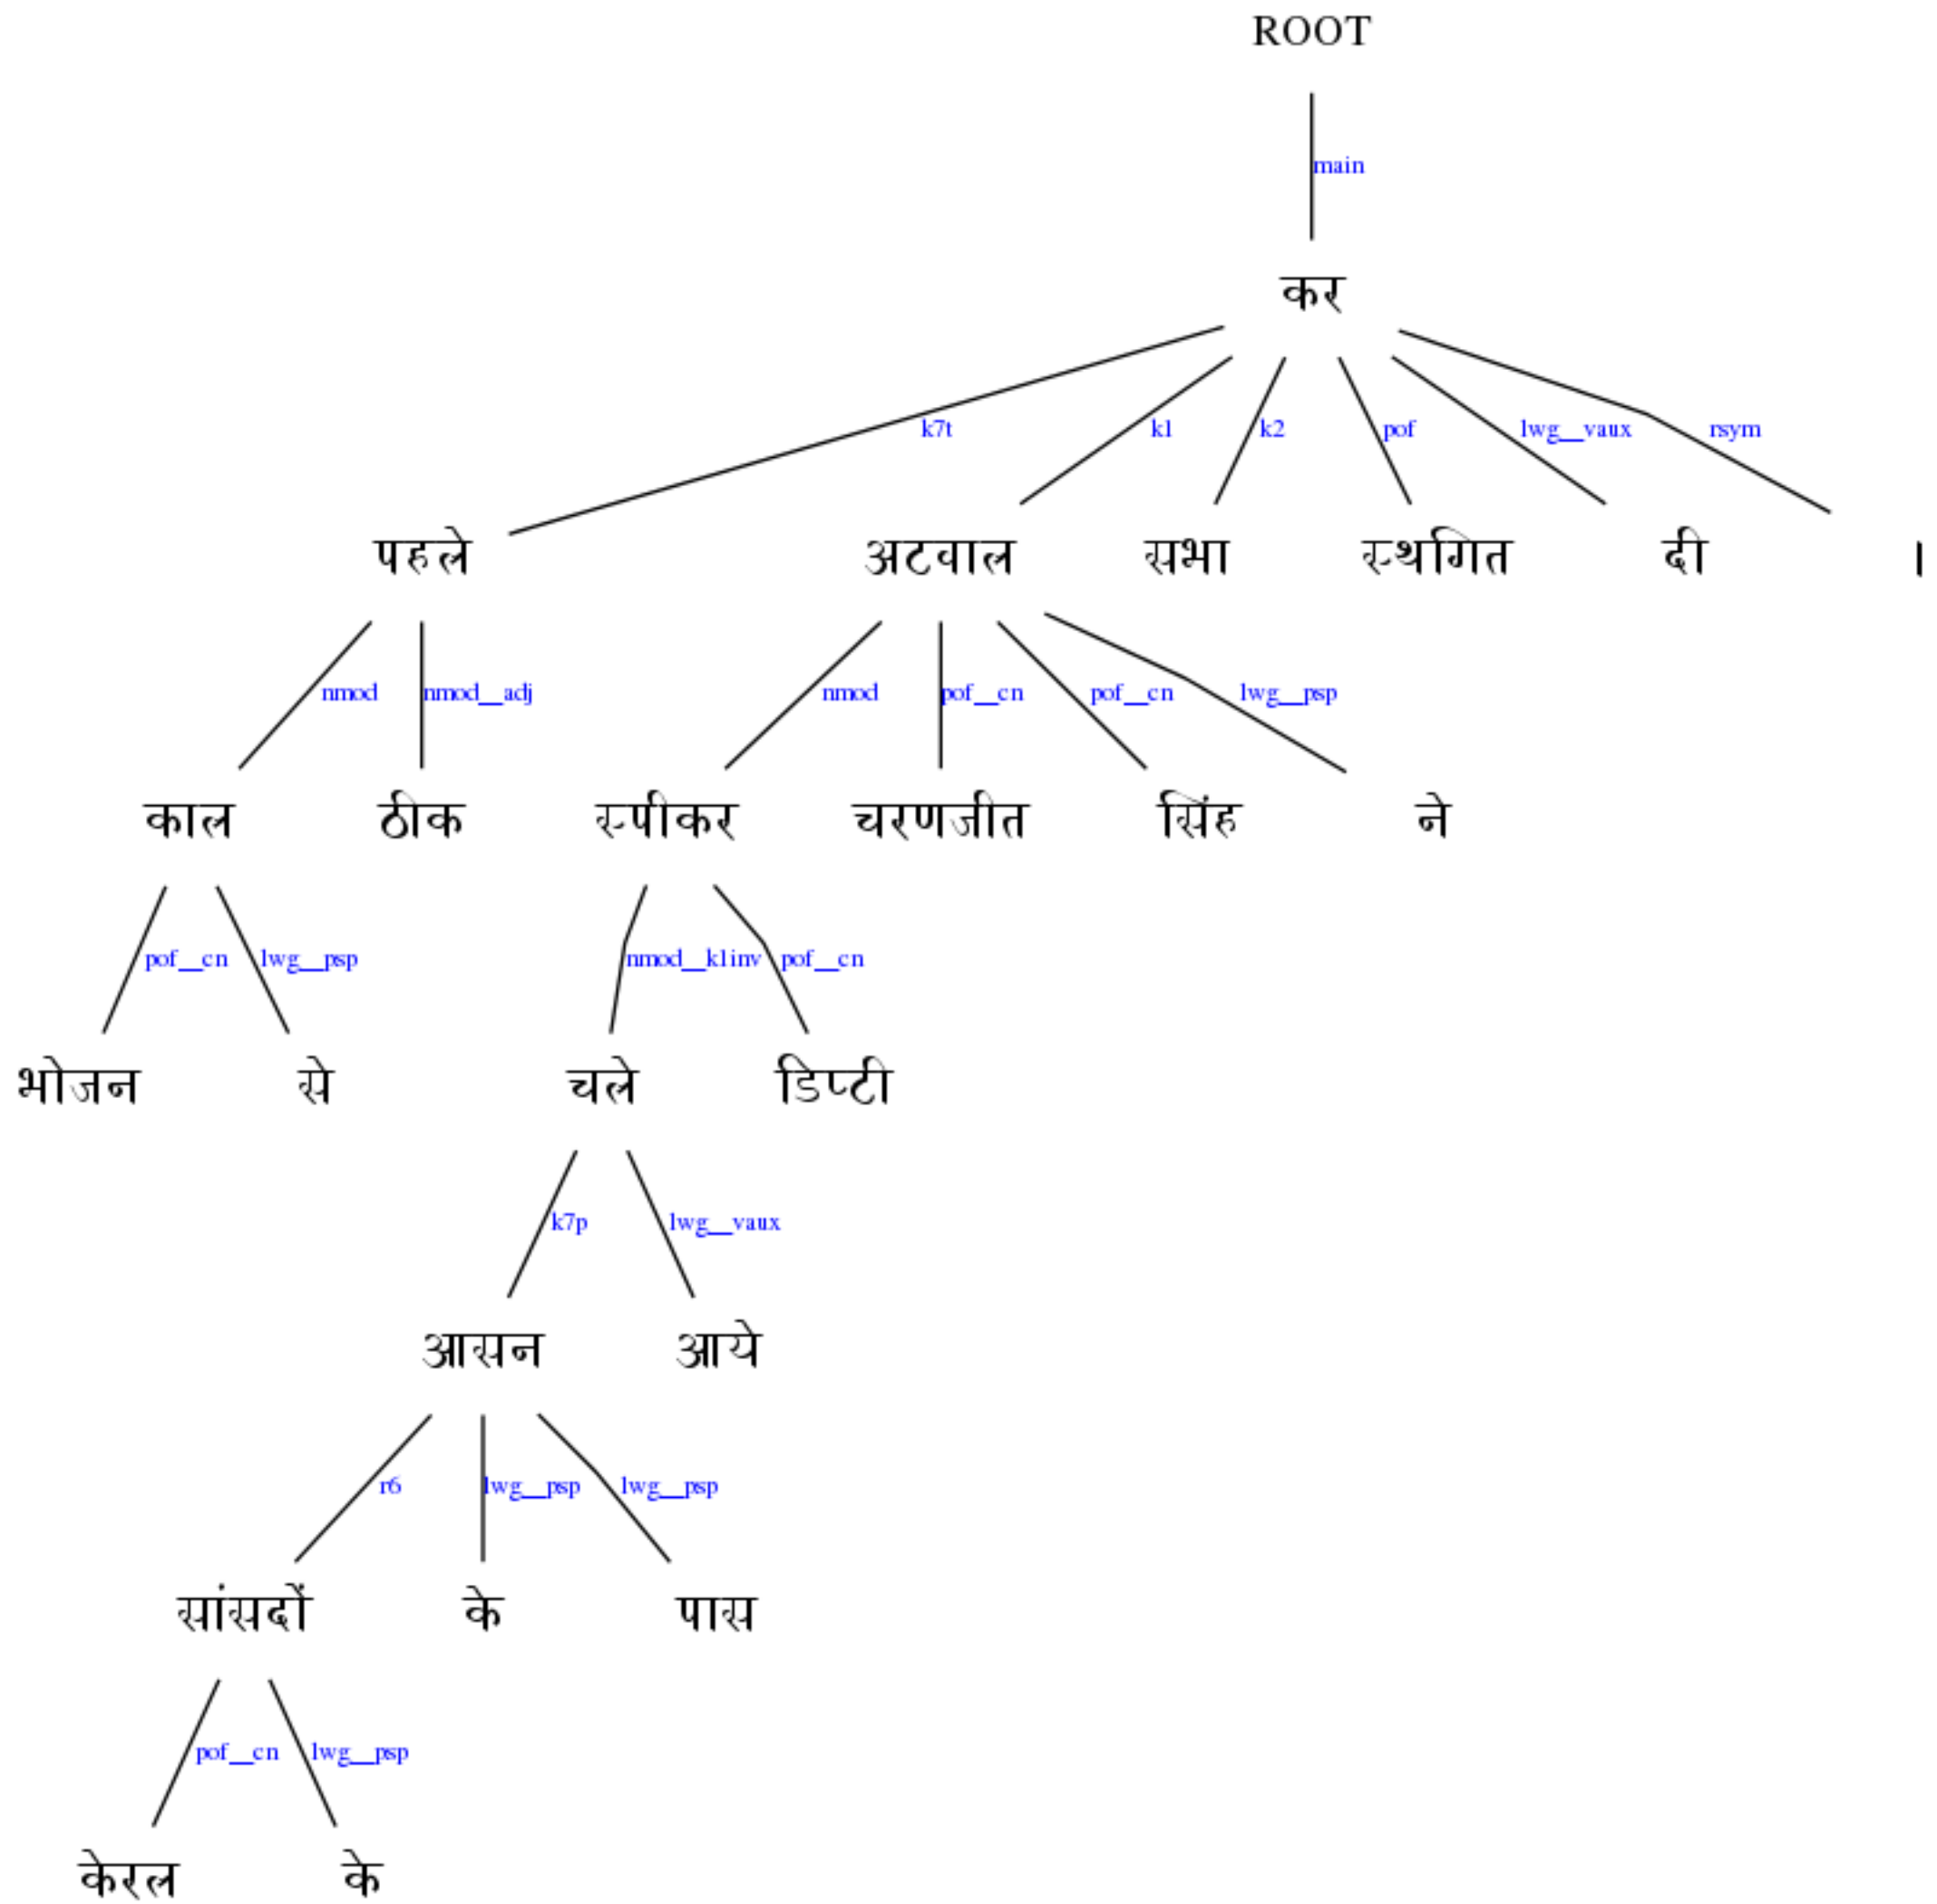 ROOT
main
कर
k7t k1 k2 pof lwg__vaux rsym
पहले अटवाल सभा स्थगित दी ।
nmod nmod__adj nmod pof__cn pof__cn lwg__psp
काल ठीक स्पीकर चरणजीत सिंह ने
pof__cn lwg__psp nmod__k1inv pof__cn
भोजन से चले डिप्टी
k7p lwg__vaux
आसन आये
r6 lwg__psp lwg__psp
सांसदों के पास
pof__cn lwg__psp
केरल के